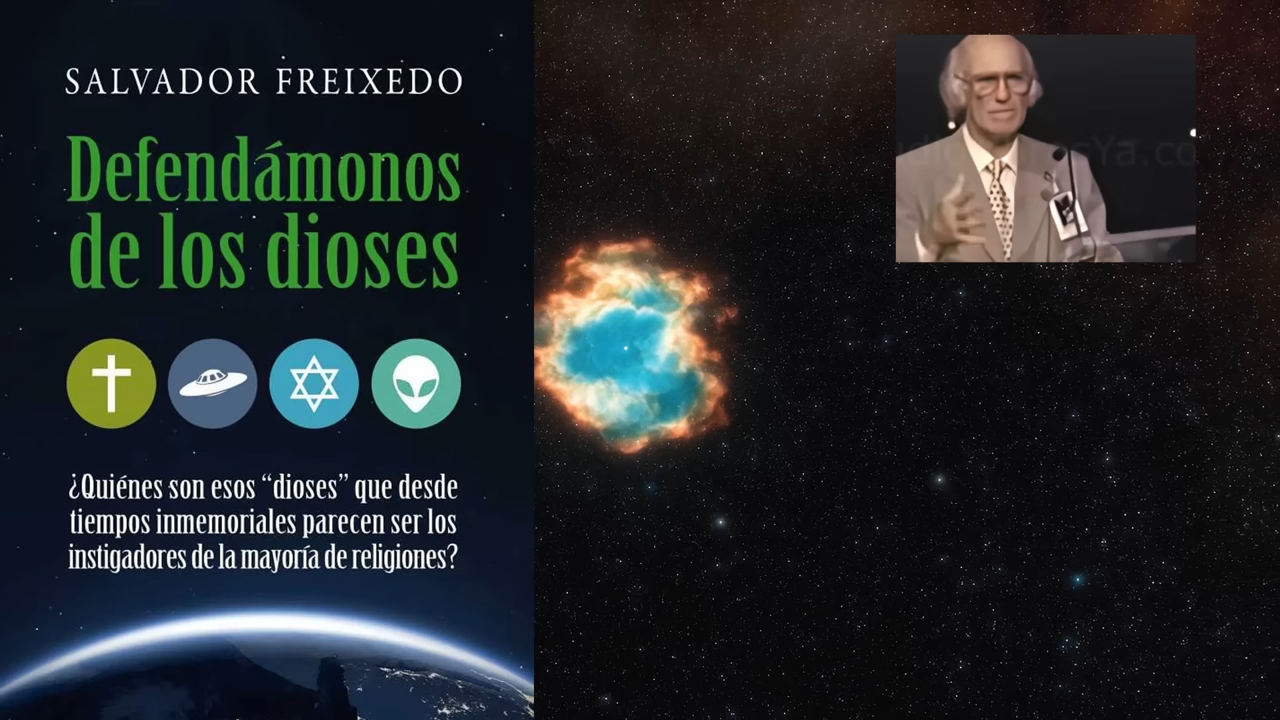 SALVADOR FREIXEDO
Defendámonos
de los dioses
¿Quiénes son esos “dioses” que desde
tiempos inmemoriales parecen ser los
instigadores de la mayoría de religiones?